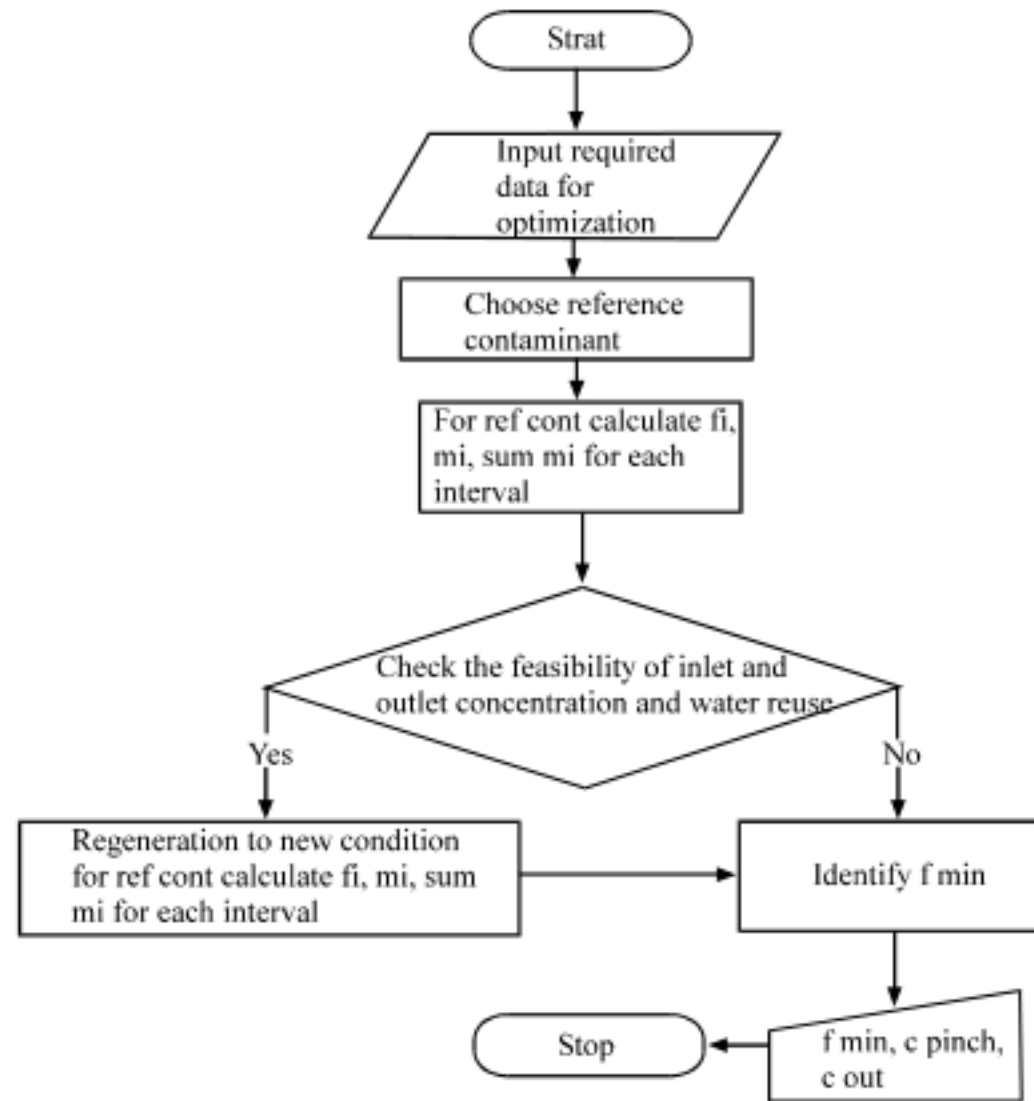 Strat
Input required
data for
optimization
Choose reference
contaminant
For ref cont calculate fi,
mi, sum mi for each
interval
Check the feasibility of inlet and
outlet concentration and water reuse
Yes
No
Regeneration to new condition
for ref cont calculate fi, mi, sum
mi for each interval
Identify f min
f min, c pinch,
c out
Stop